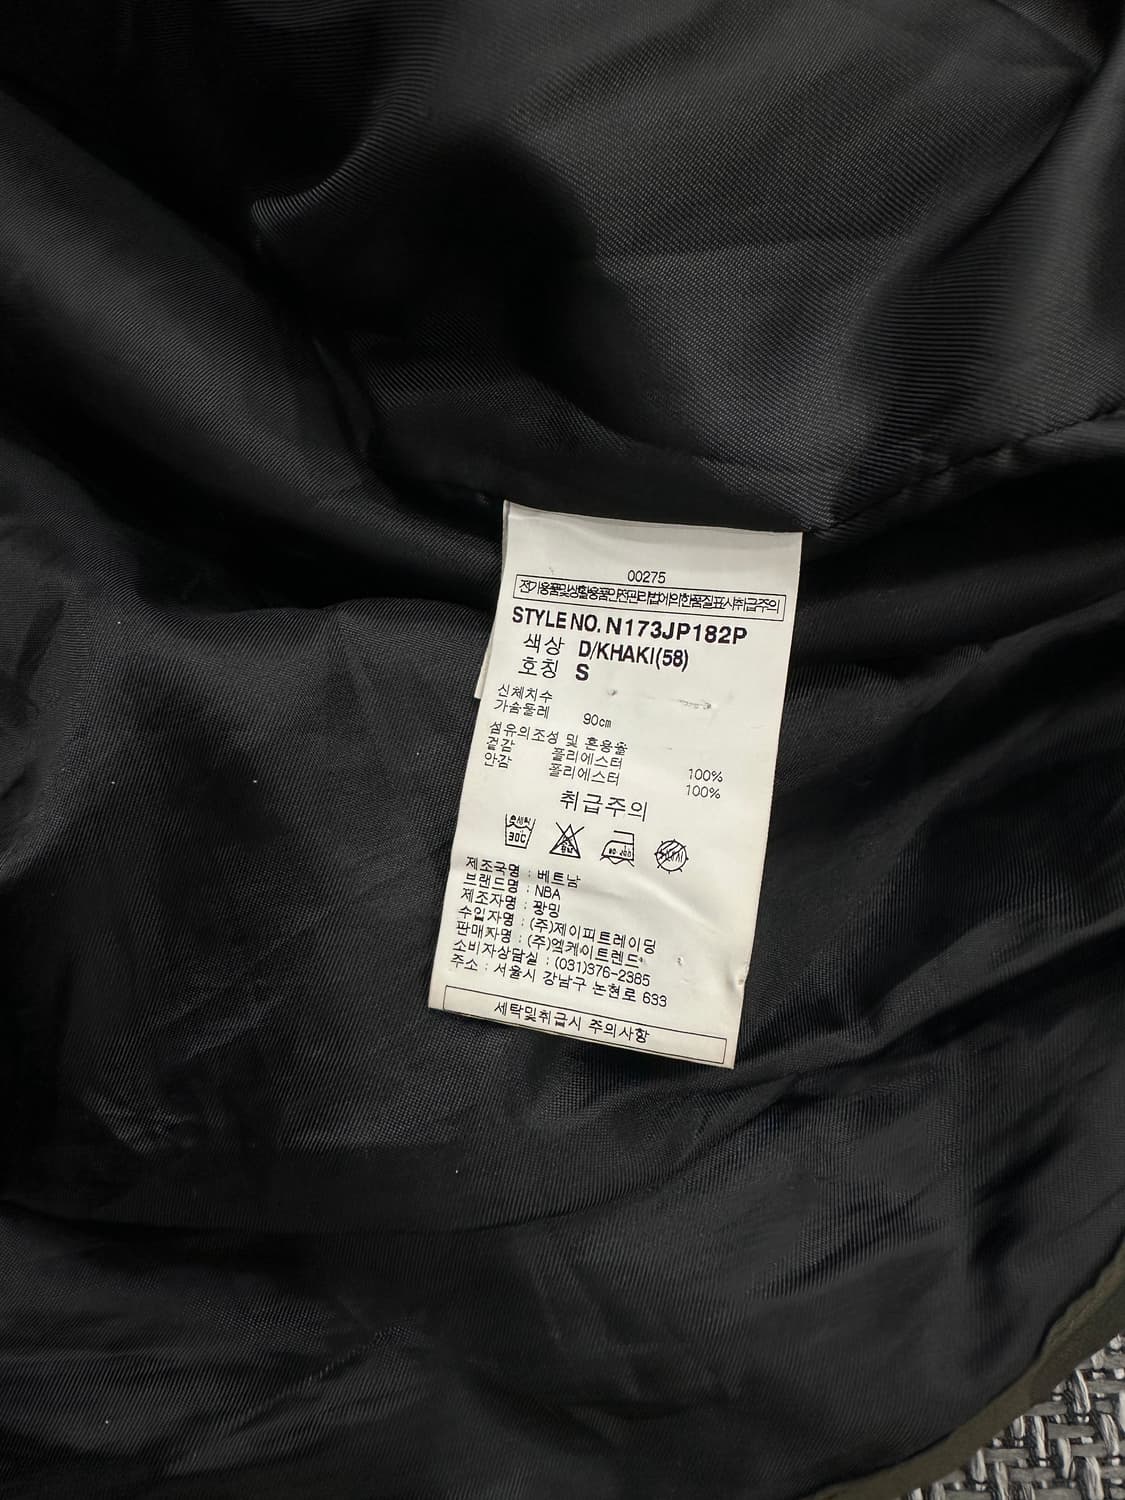 00275
전기용품및생활용품안전관리법에의한품질표시취급주의
STYLE NO. N173JP182P
색상 D/KHAKI(58)
호칭 S
신체치수
가슴둘레 90cm
섬유의조성 및 혼용율
겉감 폴리에스터 100%
안감 폴리에스터 100%
취급주의
손세탁
30C
제조국명 : 베트남
브랜드명 : NBA
제조자명 : 꽝밍
수입자명 : (주)제이피트레이딩
판매자명 : (주)엠케이트렌드
소비자상담실 : (031)376-2385
주소 : 서울시 강남구 논현로 633
세탁및취급시 주의사항